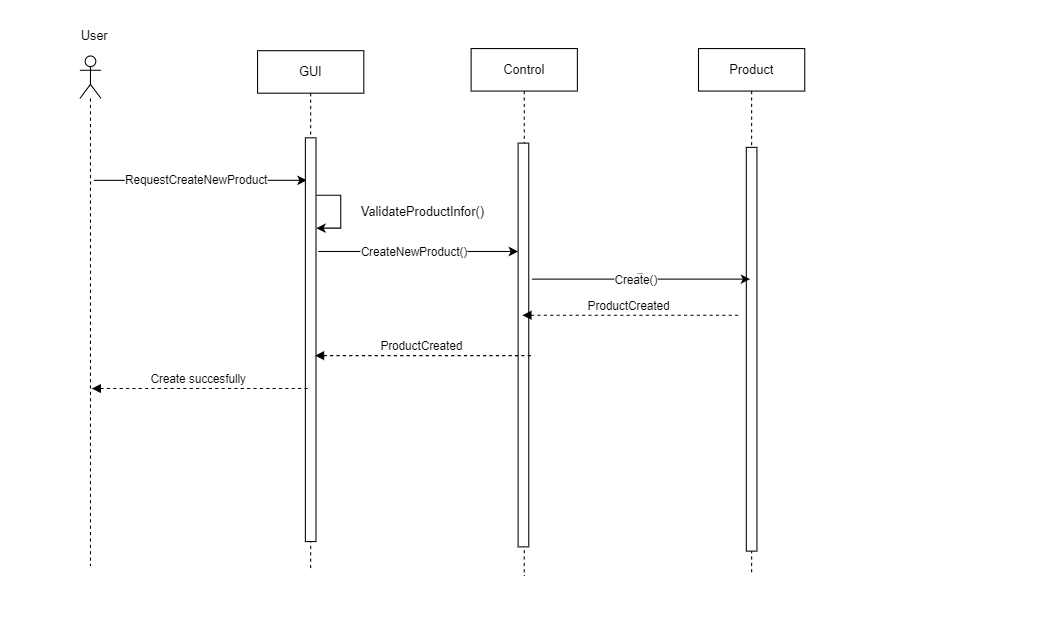 User
GUI
Control
Product
RequestCreateNewProduct
ValidateProductInfor()
CreateNewProduct()
Create()
ProductCreated
ProductCreated
Create succesfully